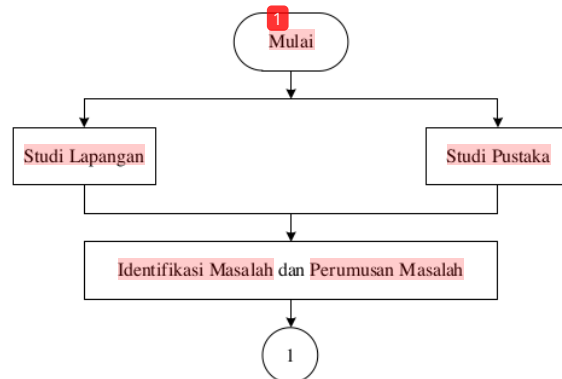 1
Mulai
Studi Lapangan
Studi Pustaka
Identifikasi Masalah dan Perumusan Masalah
1